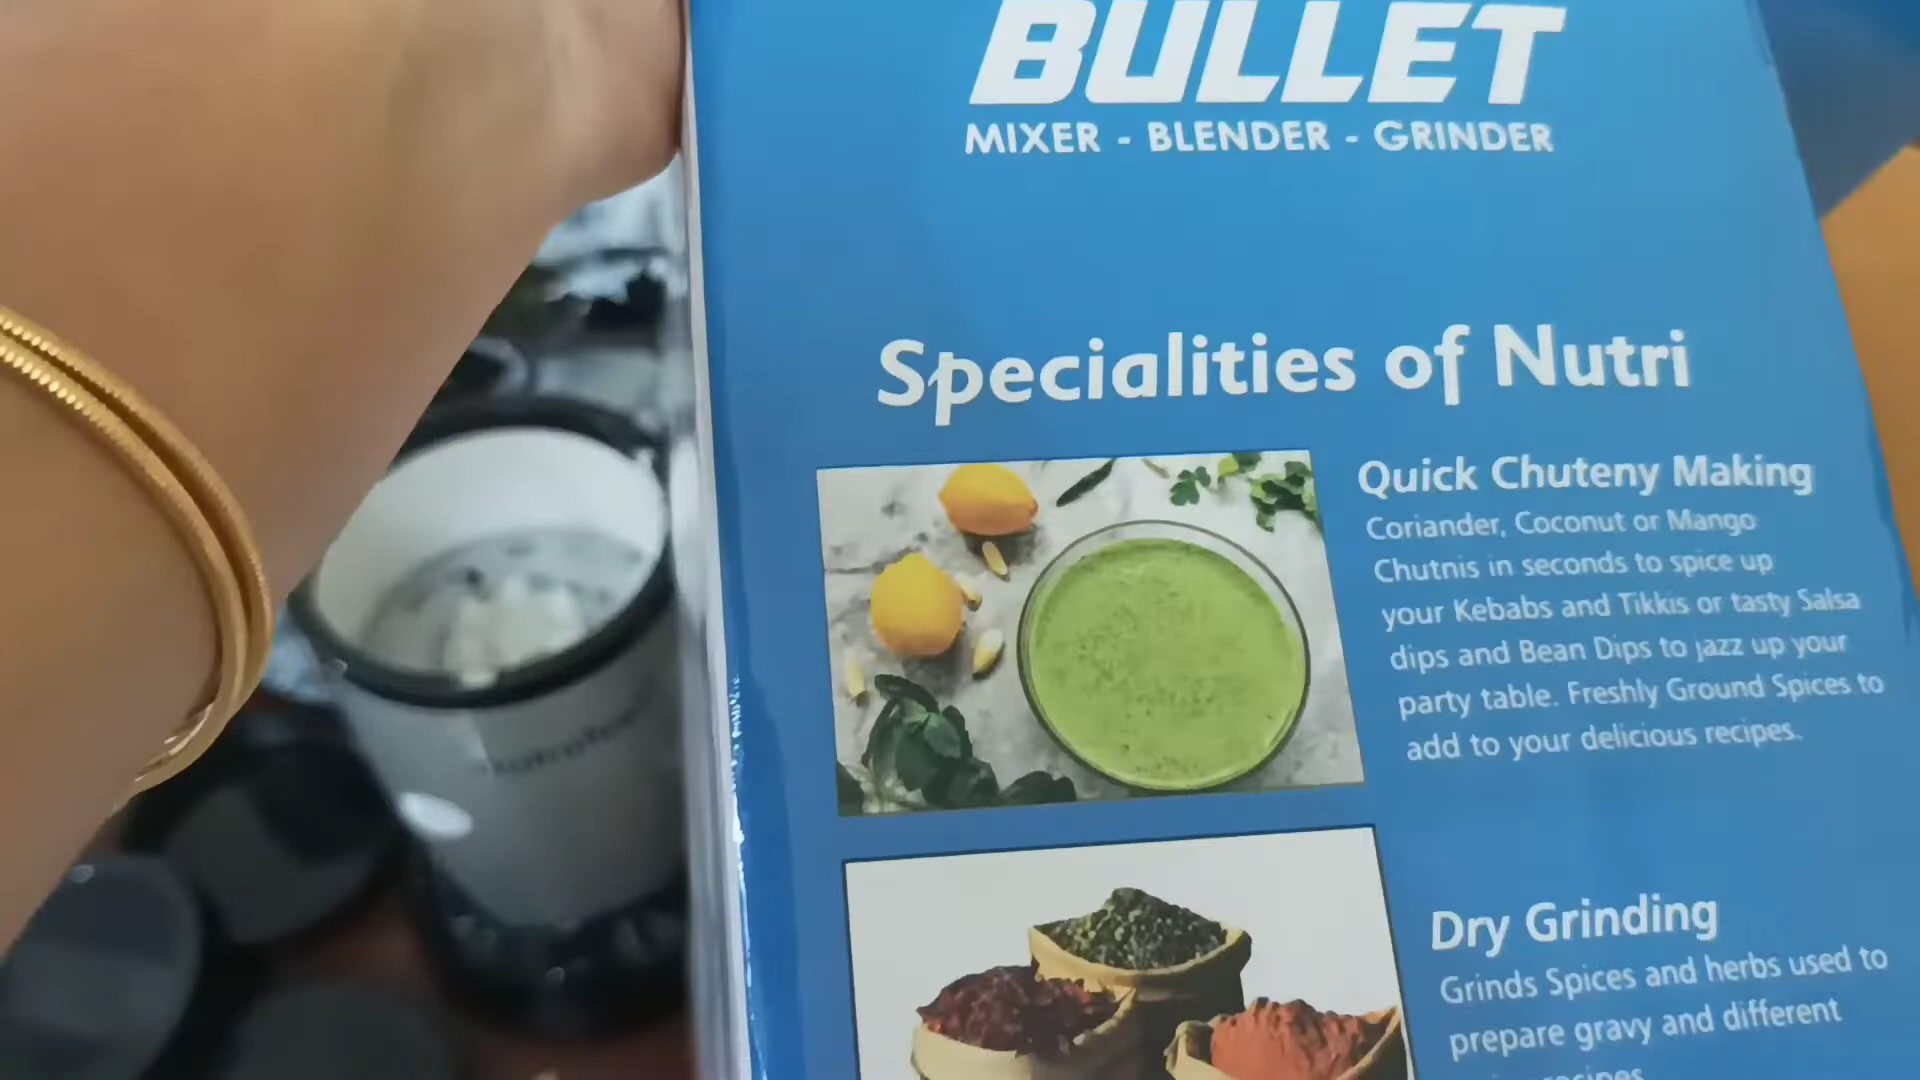 BULLET
MIXER - BLENDER - GRINDER
Specialities of Nutri
Quick Chuteny Making
Coriander, Coconut or Mango
Chutnis in seconds to spice up
your Kebabs and Tikkis or tasty Salsa
dips and Bean Dips to jazz up your
party table. Freshly Ground Spices to
add to your delicious recipes.
Dry Grinding
Grinds Spices and herbs used to
prepare gravy and different
recipes